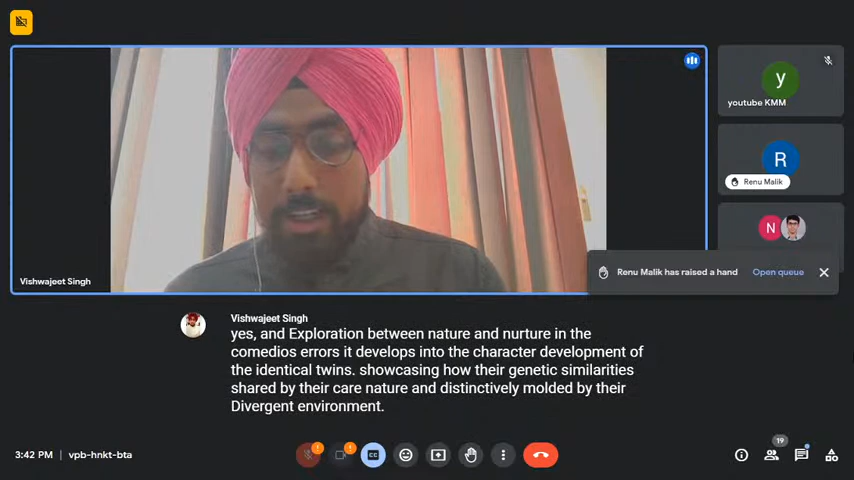 y
youtube KMM
R
Renu Malik
N
Renu Malik has raised a hand Open queue
Vishwajeet Singh
Vishwajeet Singh
yes, and Exploration between nature and nurture in the
comedios errors it develops into the character development of
the identical twins. showcasing how their genetic similarities
shared by their care nature and distinctively molded by their
Divergent environment.
3:42 PM | vpb-hnkt-bta
CC
19